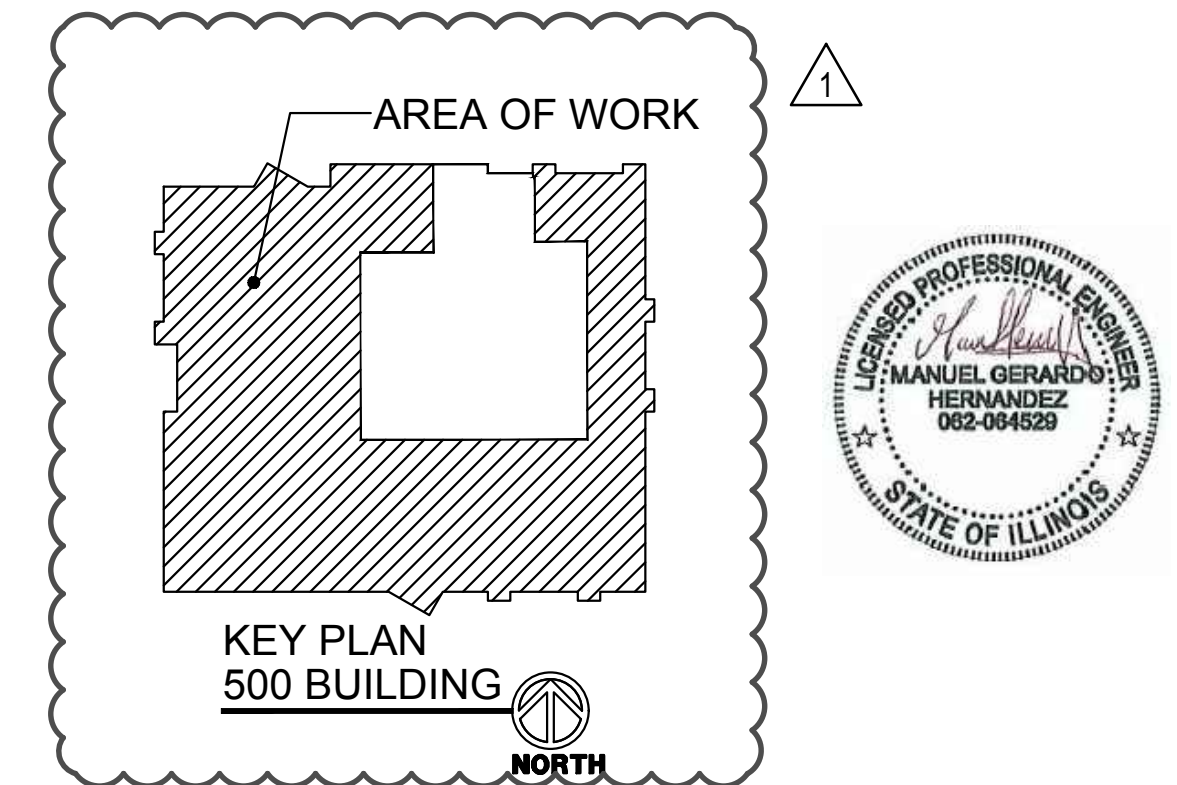 AREA OF WORK
1
KEY PLAN
500 BUILDING
NORTH
LICENSED PROFESSIONAL ENGINEER
MANUEL GERARDO
HERNANDEZ
062-064529
STATE OF ILLINOIS